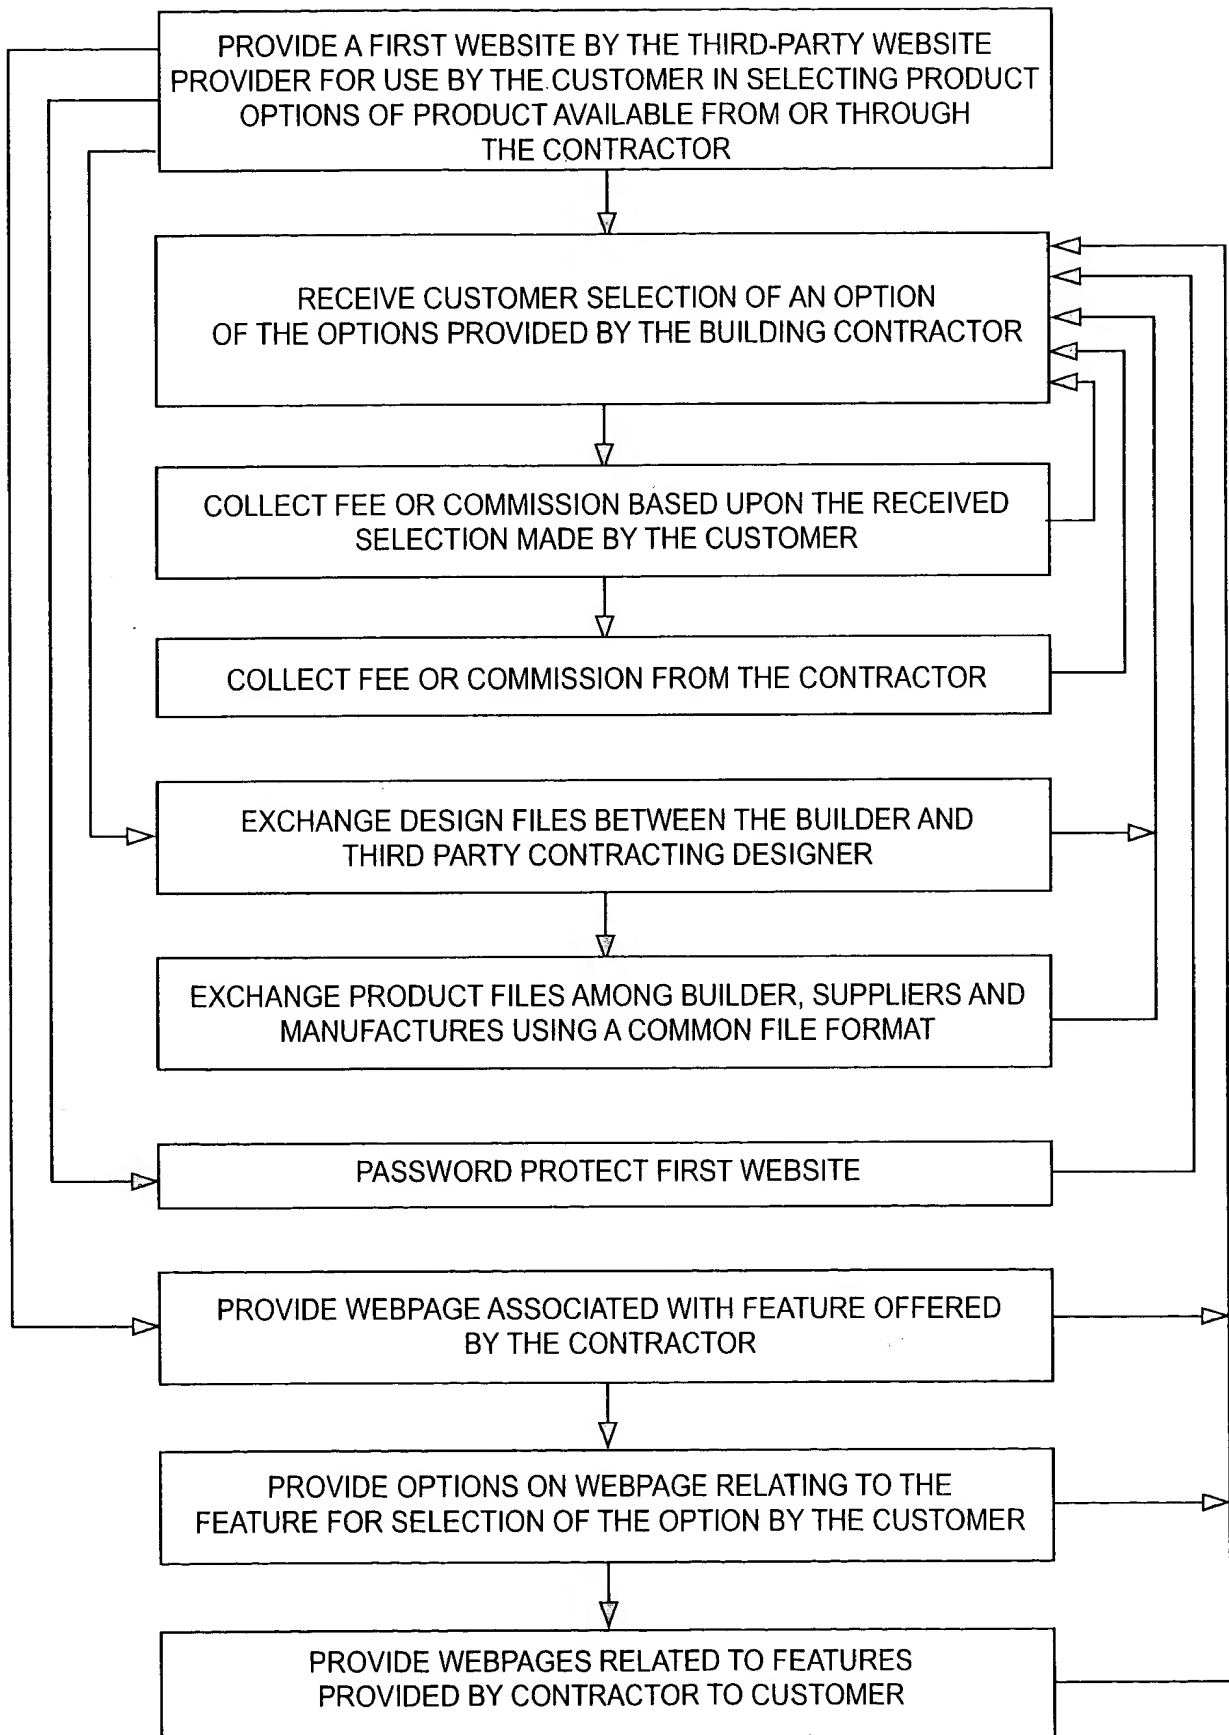 PROVIDE A FIRST WEBSITE BY THE THIRD-PARTY WEBSITE
PROVIDER FOR USE BY THE CUSTOMER IN SELECTING PRODUCT
OPTIONS OF PRODUCT AVAILABLE FROM OR THROUGH
THE CONTRACTOR
RECEIVE CUSTOMER SELECTION OF AN OPTION
OF THE OPTIONS PROVIDED BY THE BUILDING CONTRACTOR
COLLECT FEE OR COMMISSION BASED UPON THE RECEIVED
SELECTION MADE BY THE CUSTOMER
COLLECT FEE OR COMMISSION FROM THE CONTRACTOR
EXCHANGE DESIGN FILES BETWEEN THE BUILDER AND
THIRD PARTY CONTRACTING DESIGNER
EXCHANGE PRODUCT FILES AMONG BUILDER, SUPPLIERS AND
MANUFACTURES USING A COMMON FILE FORMAT
PASSWORD PROTECT FIRST WEBSITE
PROVIDE WEBPAGE ASSOCIATED WITH FEATURE OFFERED
BY THE CONTRACTOR
PROVIDE OPTIONS ON WEBPAGE RELATING TO THE
FEATURE FOR SELECTION OF THE OPTION BY THE CUSTOMER
PROVIDE WEBPAGES RELATED TO FEATURES
PROVIDED BY CONTRACTOR TO CUSTOMER